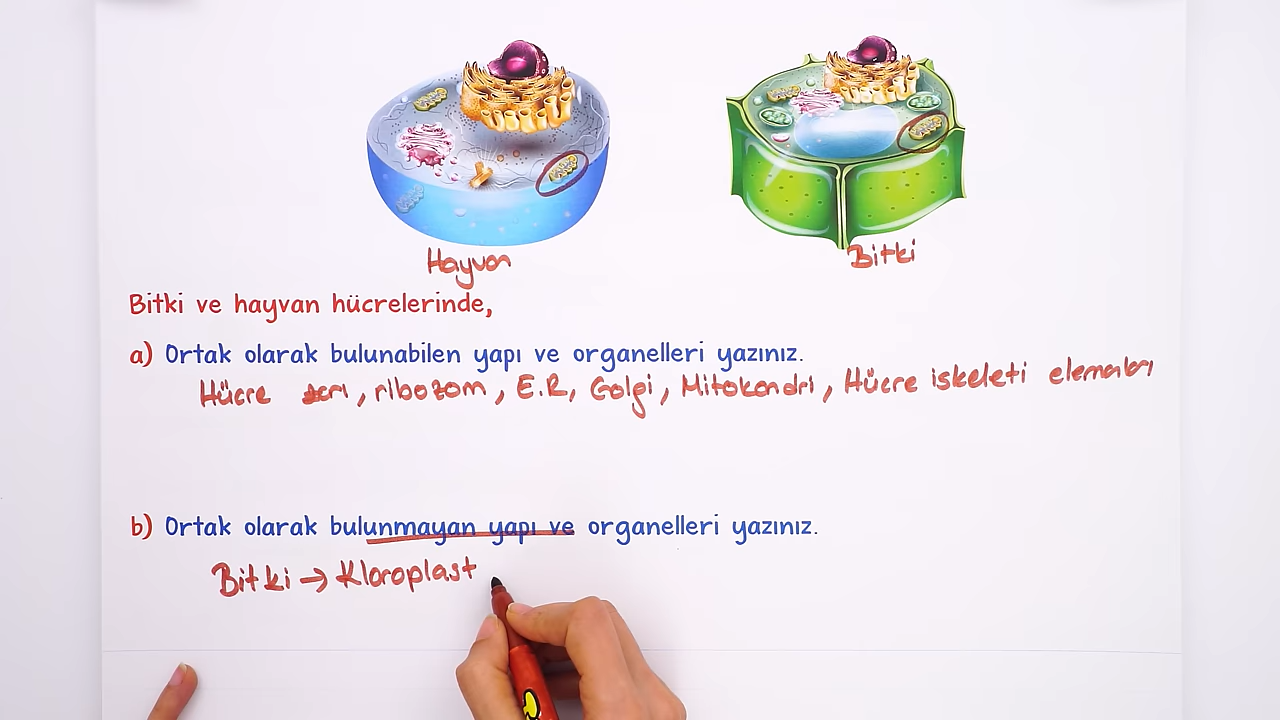 Hayvan
Bitki
Bitki ve hayvan hücrelerinde,
a) Ortak olarak bulunabilen yapı ve organelleri yazınız.
Hücre zarı, ribozom, E.R, Golgi, Mitokondri, Hücre iskeleti elemanları
b) Ortak olarak bulunmayan yapı ve organelleri yazınız.
Bitki → Kloroplast